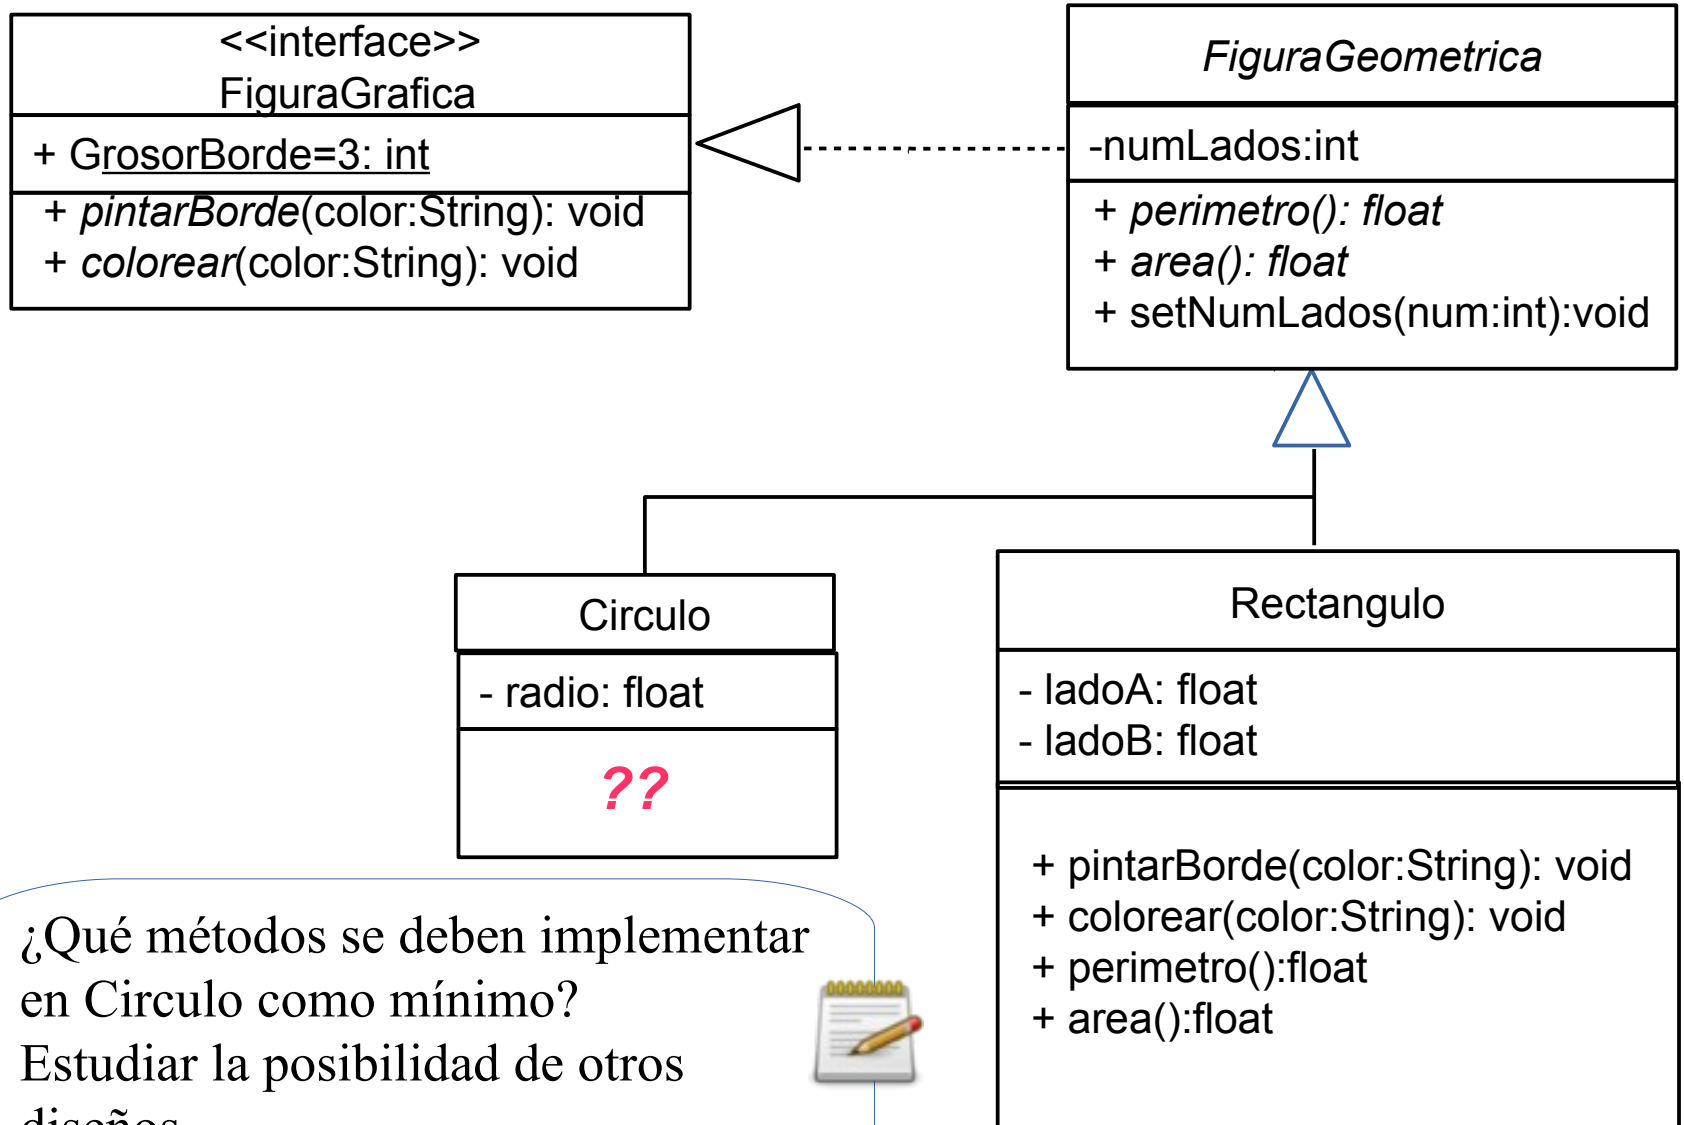 <<interface>>
FiguraGrafica
+ GrosorBorde=3: int
+ pintarBorde(color:String): void
+ colorear(color:String): void
FiguraGeometrica
-numLados:int
+ perimetro(): float
+ area(): float
+ setNumLados(num:int):void
Circulo
- radio: float
??
Rectangulo
- ladoA: float
- ladoB: float
+ pintarBorde(color:String): void
+ colorear(color:String): void
+ perimetro():float
+ area():float
¿Qué métodos se deben implementar
en Circulo como mínimo?
Estudiar la posibilidad de otros
diseños